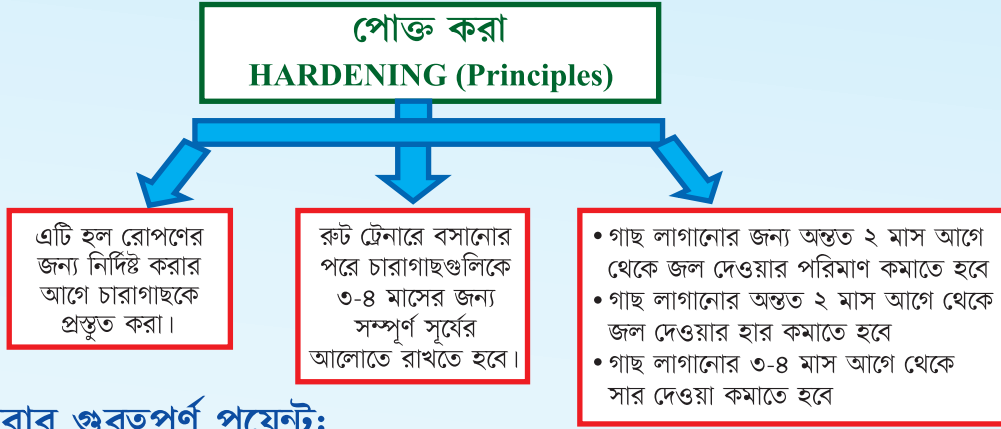 পোক্ত করা
HARDENING (Principles)
এটি হল রোপণের
জন্য নির্দিষ্ট করার
আগে চারাগাছকে
প্রস্তুত করা।
রুট ট্রেনারে বসানোর
পরে চারাগাছগুলিকে
৩-৪ মাসের জন্য
সম্পূর্ণ সূর্যের
আলোতে রাখতে হবে।
• গাছ লাগানোর জন্য অন্তত ২ মাস আগে
থেকে জল দেওয়ার পরিমাণ কমাতে হবে
• গাছ লাগানোর অন্তত ২ মাস আগে থেকে
জল দেওয়ার হার কমাতে হবে
• গাছ লাগানোর ৩-৪ মাস আগে থেকে
সার দেওয়া কমাতে হবে